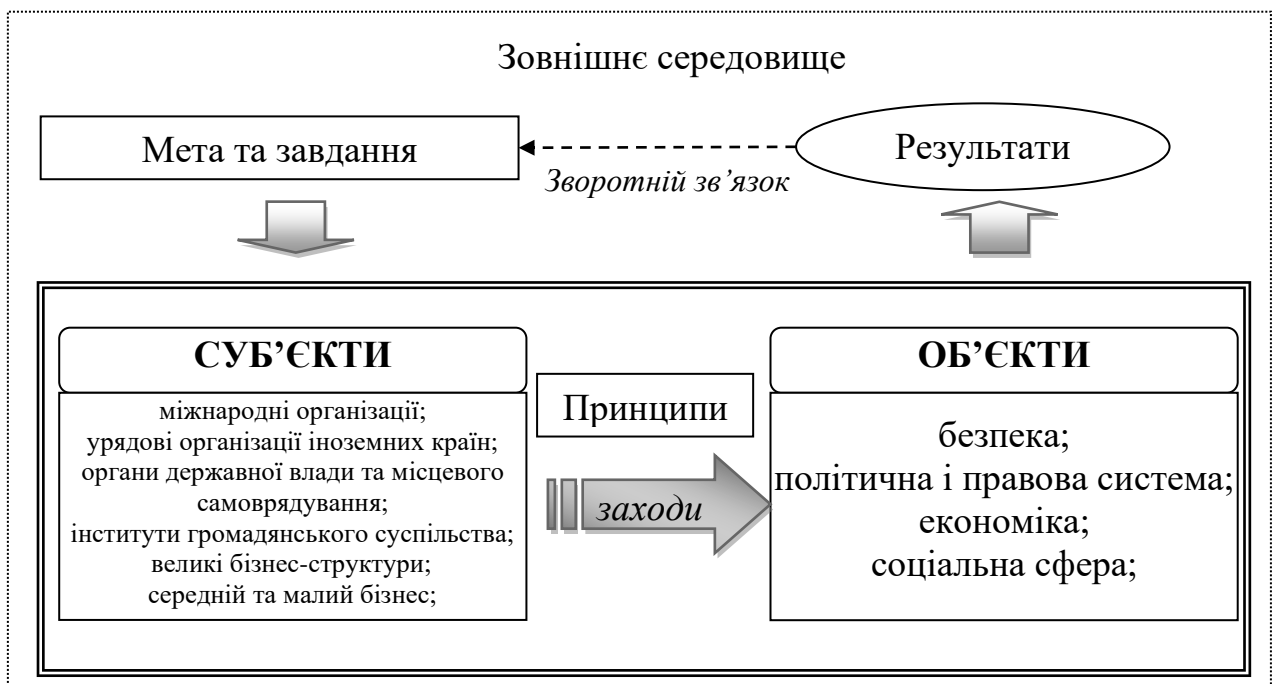 Зовнішнє середовище
Мета та завдання
Результати
Зворотній зв’язок
СУБ’ЄКТИ
міжнародні організації;
урядові організації іноземних країн;
органи державної влади та місцевого
самоврядування;
інститути громадянського суспільства;
великі бізнес-структури;
середній та малий бізнес;
Принципи
заходи
ОБ’ЄКТИ
безпека;
політична і правова система;
економіка;
соціальна сфера;